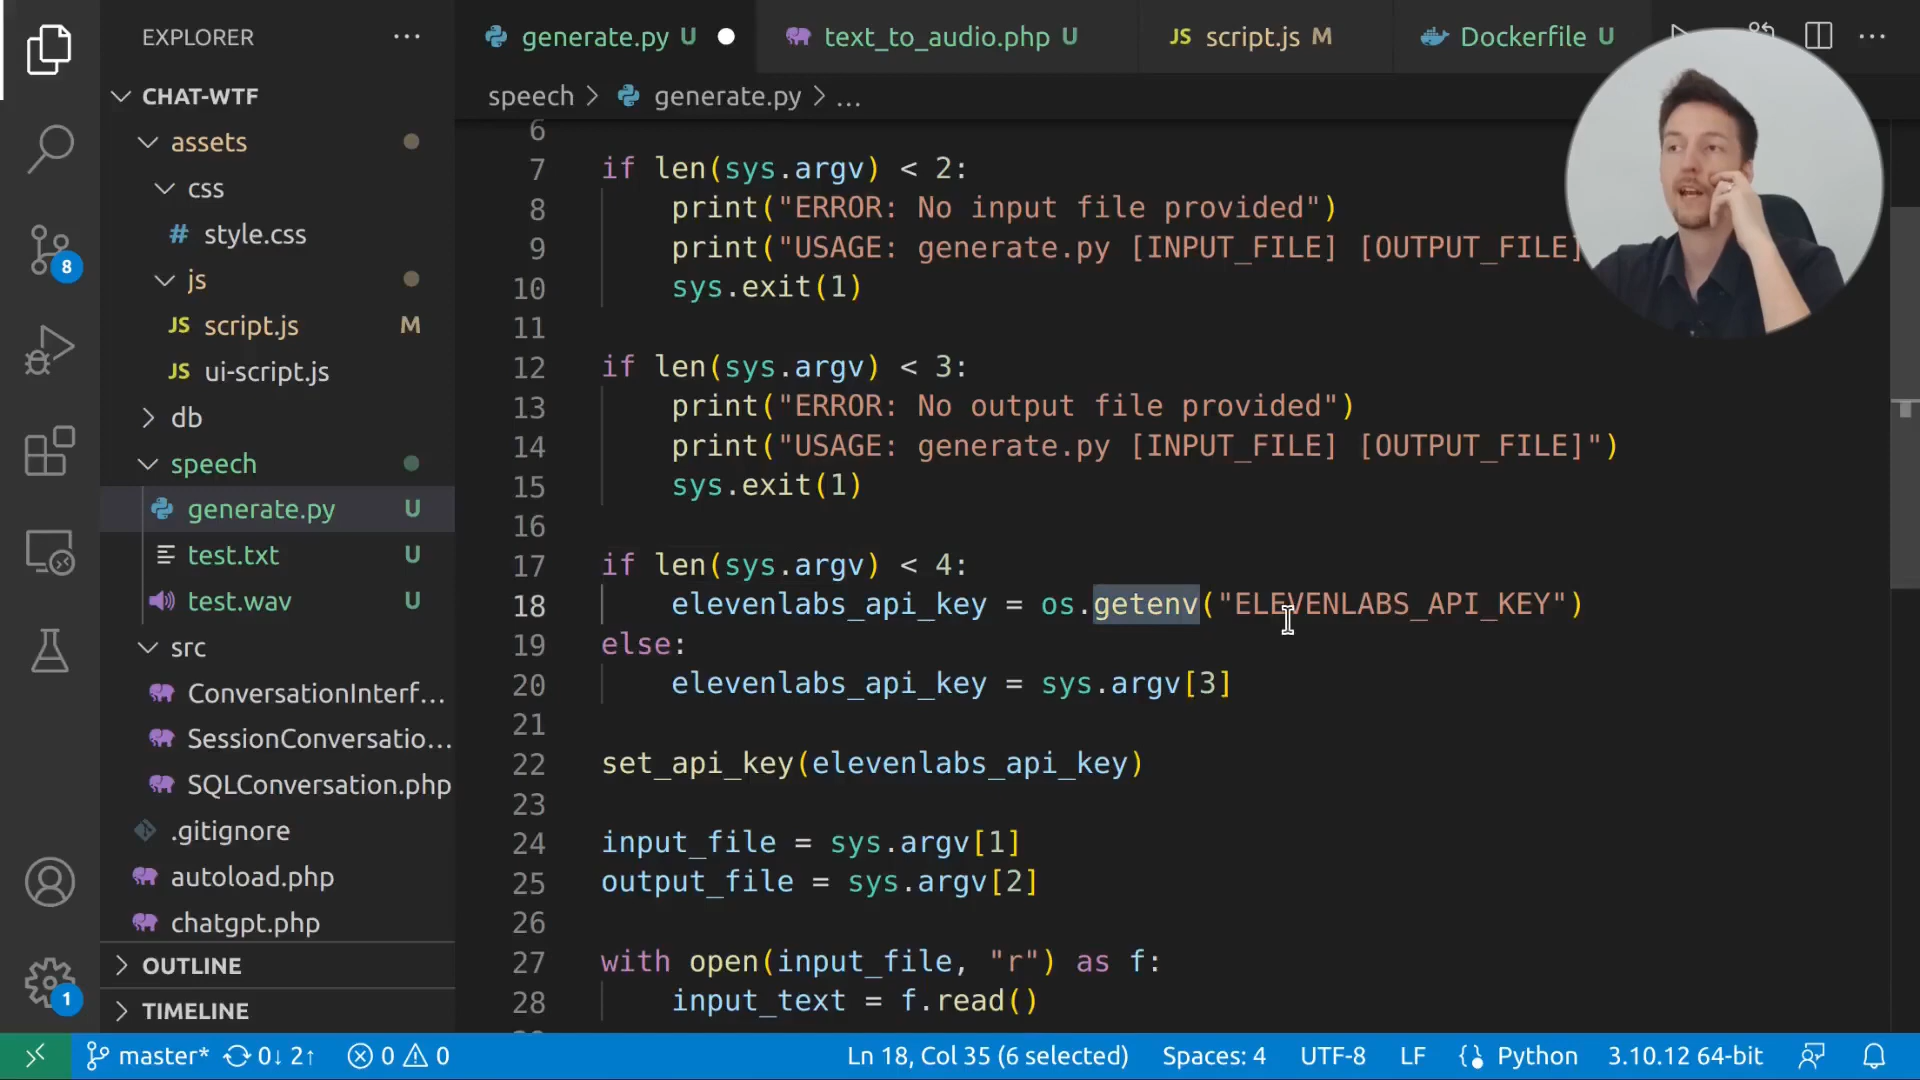 EXPLORER
generate.py U
text_to_audio.php U
JS script.js M
Dockerfile U
CHAT-WTF
speech > generate.py > ...
assets
css
# style.css
js
JS script.js M
JS ui-script.js
db
speech
generate.py U
test.txt U
test.wav U
src
ConversationInterf...
SessionConversatio...
SQLConversation.php
.gitignore
autoload.php
chatgpt.php
OUTLINE
TIMELINE
8
1
6
7 if len(sys.argv) < 2:
8 print("ERROR: No input file provided")
9 print("USAGE: generate.py [INPUT_FILE] [OUTPUT_FILE]
10 sys.exit(1)
11
12 if len(sys.argv) < 3:
13 print("ERROR: No output file provided")
14 print("USAGE: generate.py [INPUT_FILE] [OUTPUT_FILE]")
15 sys.exit(1)
16
17 if len(sys.argv) < 4:
18 elevenlabs_api_key = os.getenv("ELEVENLABS_API_KEY")
19 else:
20 elevenlabs_api_key = sys.argv[3]
21
22 set_api_key(elevenlabs_api_key)
23
24 input_file = sys.argv[1]
25 output_file = sys.argv[2]
26
27 with open(input_file, "r") as f:
28 input_text = f.read()
master* 0↓ 2↑ 0 0 Ln 18, Col 35 (6 selected) Spaces: 4 UTF-8 LF Python 3.10.12 64-bit